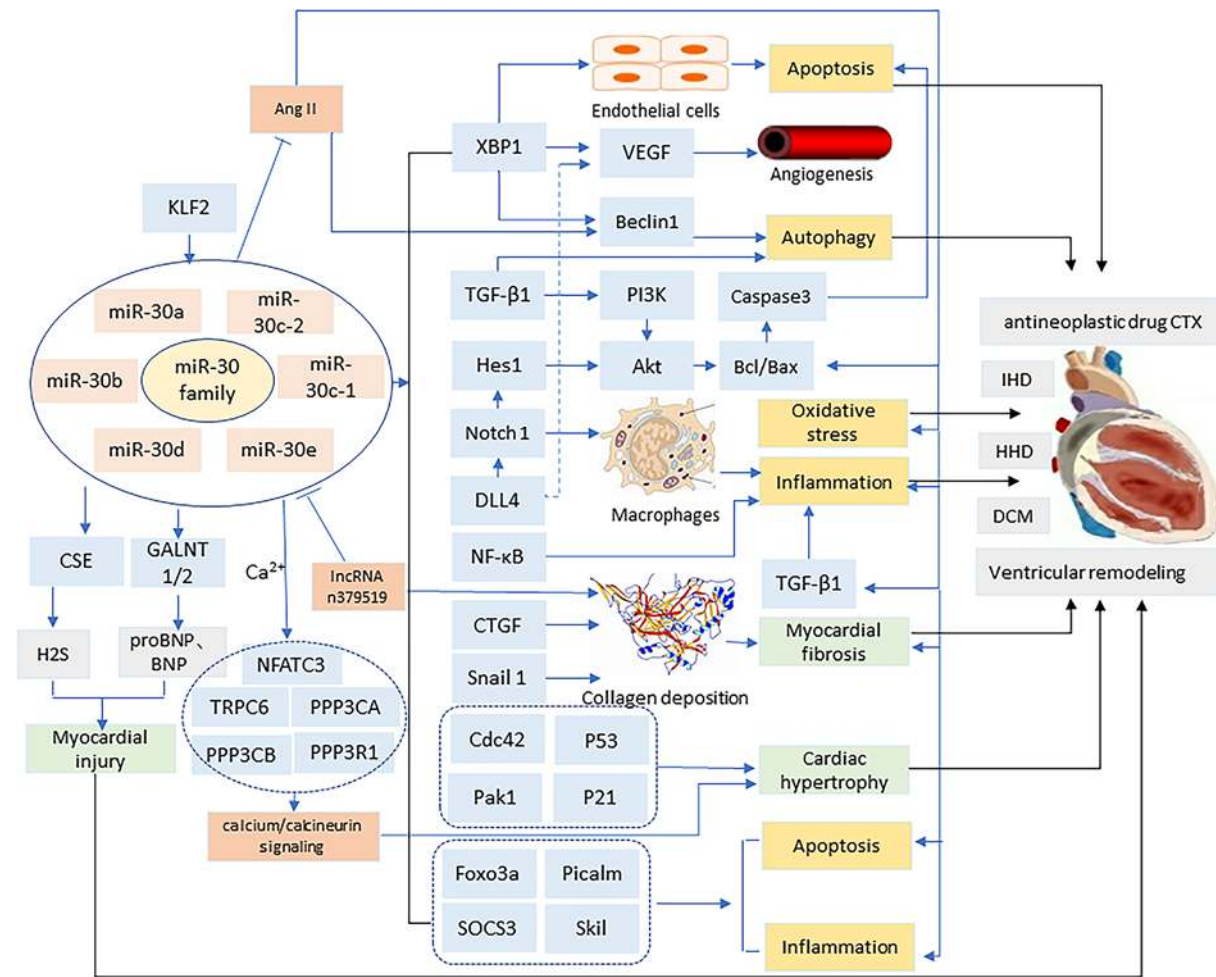 Ang II
KLF2
miR-30a
miR-
30c-2
miR-30b
miR-30
family
miR-
30c-1
miR-30d
miR-30e
CSE
GALNT
1/2
Ca²⁺
lncRNA
n379519
H2S
proBNP、
BNP
NFATC3
TRPC6
PPP3CA
PPP3CB
PPP3R1
Myocardial
injury
calcium/calcineurin
signaling
XBP1
Endothelial cells
Apoptosis
VEGF
Angiogenesis
Beclin1
Autophagy
TGF-β1
PI3K
Caspase3
Hes1
Akt
Bcl/Bax
Notch 1
Macrophages
Oxidative
stress
DLL4
Inflammation
NF-κB
TGF-β1
CTGF
Snail 1
Collagen deposition
Myocardial
fibrosis
Cdc42
P53
Pak1
P21
Cardiac
hypertrophy
Foxo3a
Picalm
SOCS3
Skil
Apoptosis
Inflammation
antineoplastic drug CTX
IHD
HHD
DCM
Ventricular remodeling